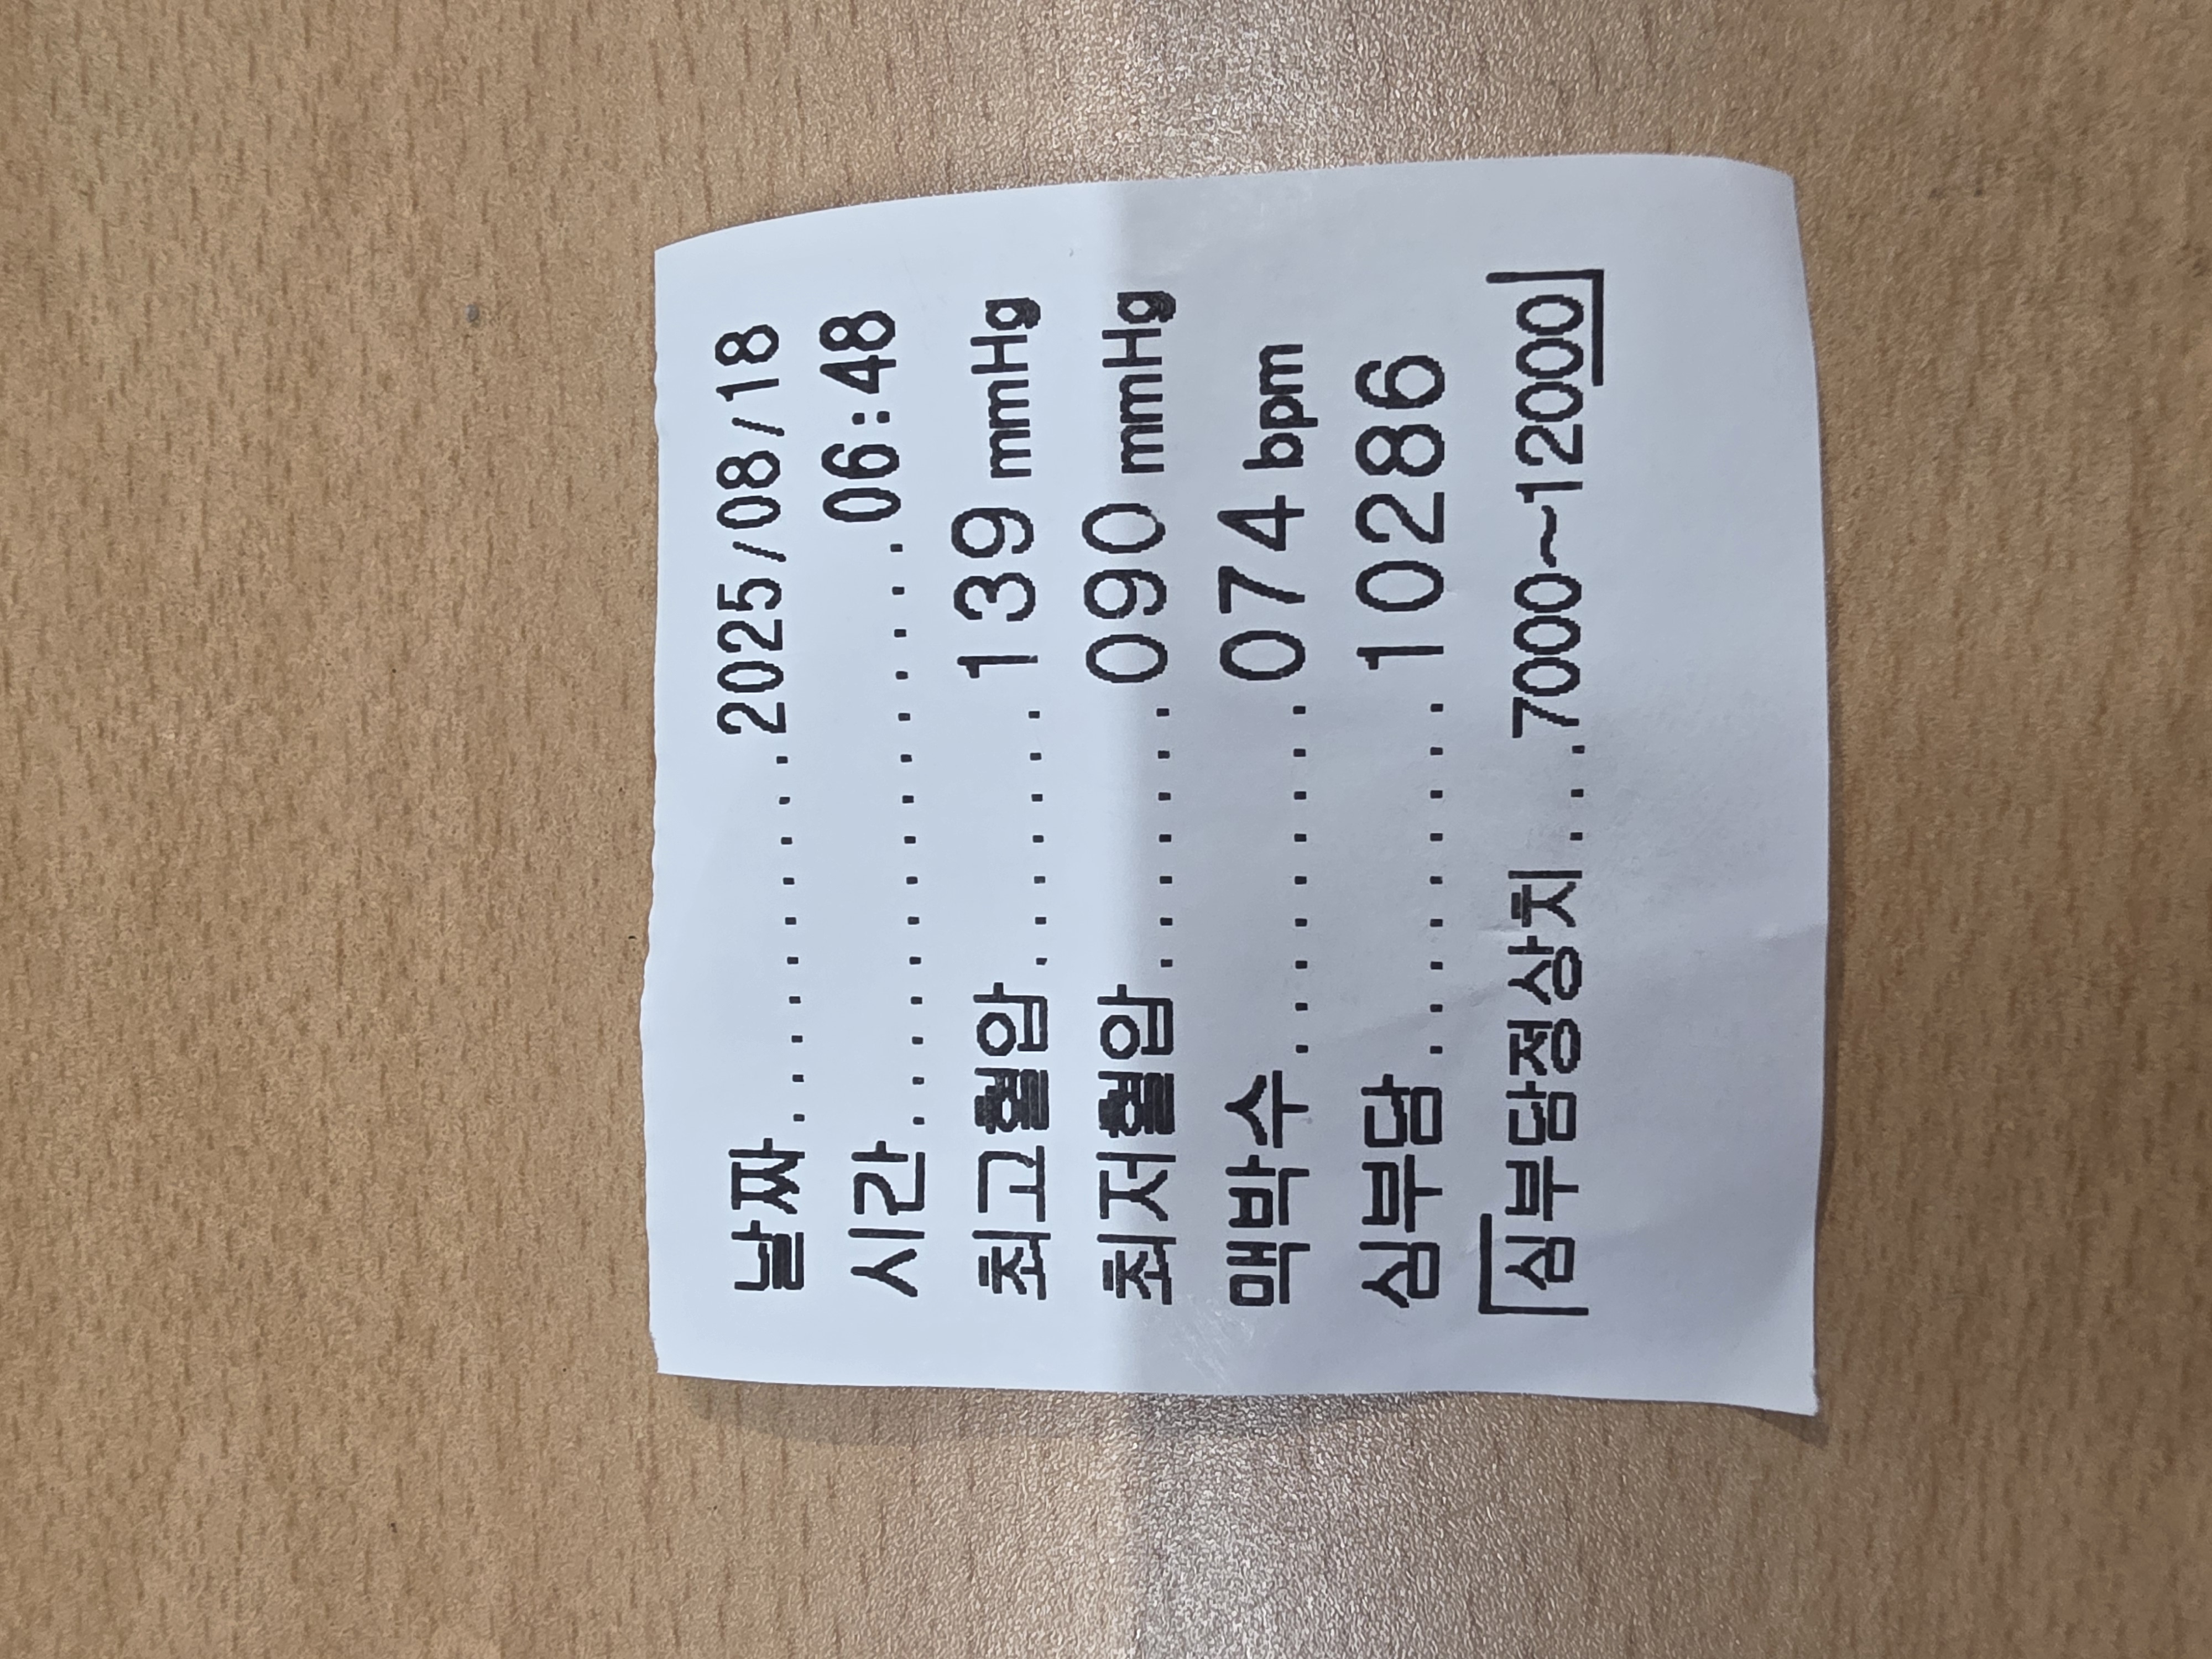 날짜.........2025/08/18
시간...............06:48
최고혈압.......139 mmHg
최저혈압.......090 mmHg
맥박수.........074 bpm
심부담.........10286
「심부담정상치...7000~12000」